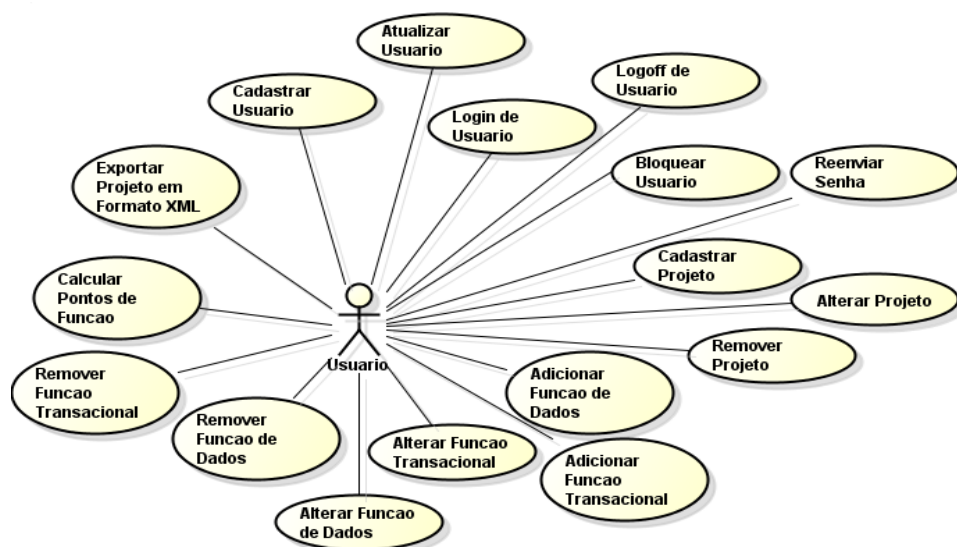 Atualizar
Usuario
Logoff de
Usuario
Cadastrar
Usuario
Login de
Usuario
Exportar
Projeto em
Formato XML
Bloquear
Usuario
Reenviar
Senha
Cadastrar
Projeto
Calcular
Pontos de
Funcao
Alterar Projeto
Remover
Projeto
Usuario
Remover
Funcao
Transacional
Adicionar
Funcao de
Dados
Remover
Funcao de
Dados
Alterar Funcao
Transacional
Adicionar
Funcao
Transacional
Alterar Funcao
de Dados